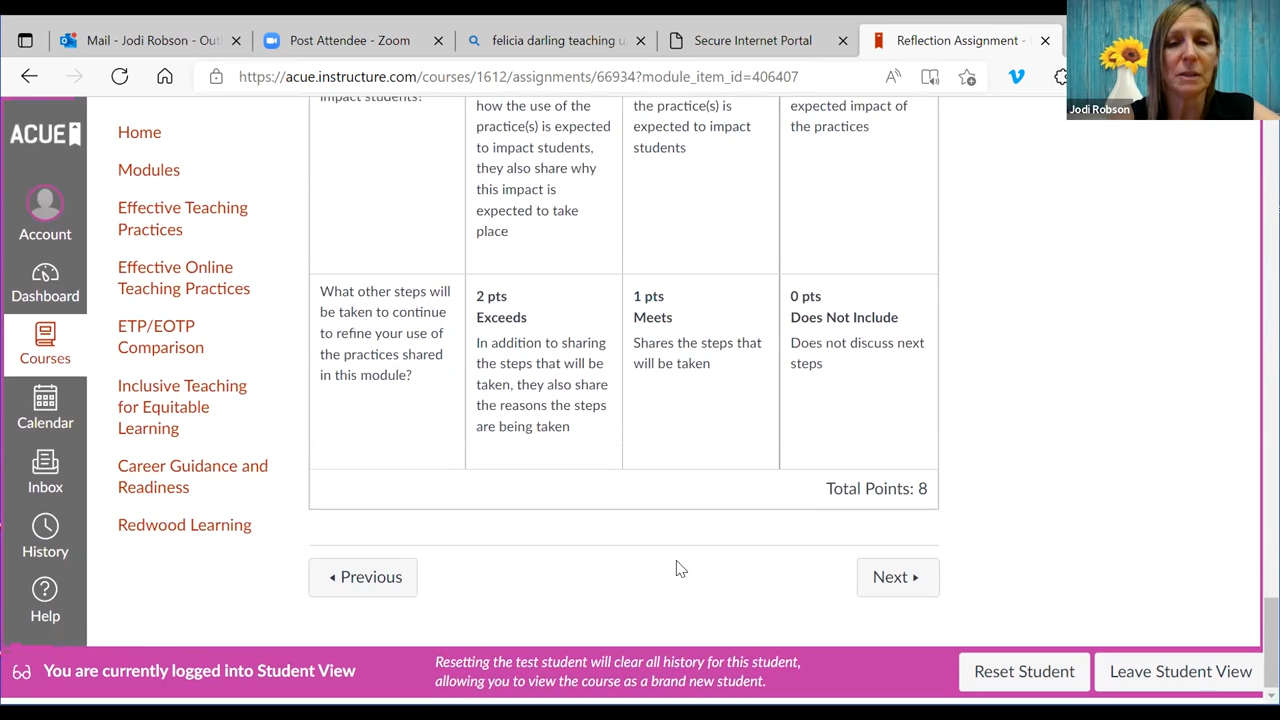 Mail - Jodi Robson - Out
Post Attendee - Zoom
felicia darling teaching u
Secure Internet Portal
Reflection Assignment -
https://acue.instructure.com/courses/1612/assignments/66934?module_item_id=406407
Jodi Robson
ACUE
Account
Dashboard
Courses
Calendar
Inbox
History
Help
Home
Modules
Effective Teaching
Practices
Effective Online
Teaching Practices
ETP/EOTP
Comparison
Inclusive Teaching
for Equitable
Learning
Career Guidance and
Readiness
Redwood Learning
impact students?
how the use of the
practice(s) is expected
to impact students,
they also share why
this impact is
expected to take
place
the practice(s) is
expected to impact
students
expected impact of
the practices
What other steps will
be taken to continue
to refine your use of
the practices shared
in this module?
2 pts
Exceeds
In addition to sharing
the steps that will be
taken, they also share
the reasons the steps
are being taken
1 pts
Meets
Shares the steps that
will be taken
0 pts
Does Not Include
Does not discuss next
steps
Total Points: 8
Previous
Next
You are currently logged into Student View
Resetting the test student will clear all history for this student,
allowing you to view the course as a brand new student.
Reset Student
Leave Student View